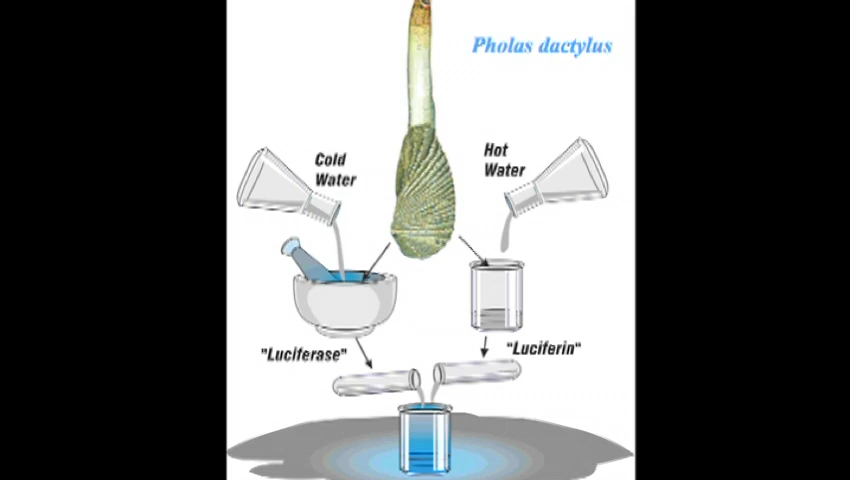 Pholas dactylus
Cold
Water
Hot
Water
"Luciferase"
"Luciferin"